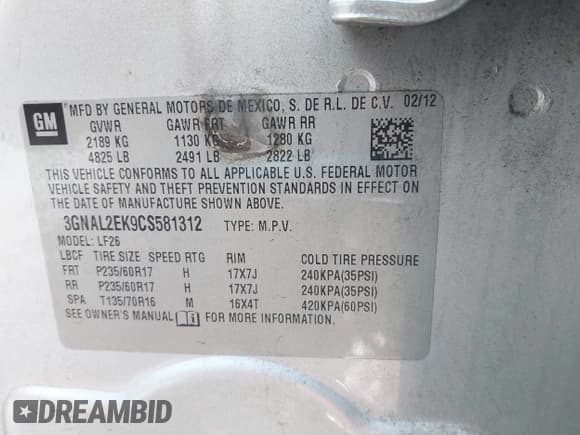 GM
MFD BY GENERAL MOTORS DE MEXICO, S. DE R.L. DE C.V. 02/12
GVWR GAWR FRT GAWR RR
2189 KG 1130 KG 1280 KG
4825 LB 2491 LB 2822 LB
THIS VEHICLE CONFORMS TO ALL APPLICABLE U.S. FEDERAL MOTOR
VEHICLE SAFETY AND THEFT PREVENTION STANDARDS IN EFFECT ON
THE DATE OF MANUFACTURE SHOWN ABOVE.
3GNAL2EK9CS581312 TYPE: M.P.V.
MODEL: LF26
LBCF TIRE SIZE SPEED RTG RIM COLD TIRE PRESSURE
FRT P235/60R17 H 17X7J 240KPA(35PSI)
RR P235/60R17 H 17X7J 240KPA(35PSI)
SPA T135/70R16 M 16X4T 420KPA(60PSI)
SEE OWNER'S MANUAL FOR MORE INFORMATION.
DREAMBID